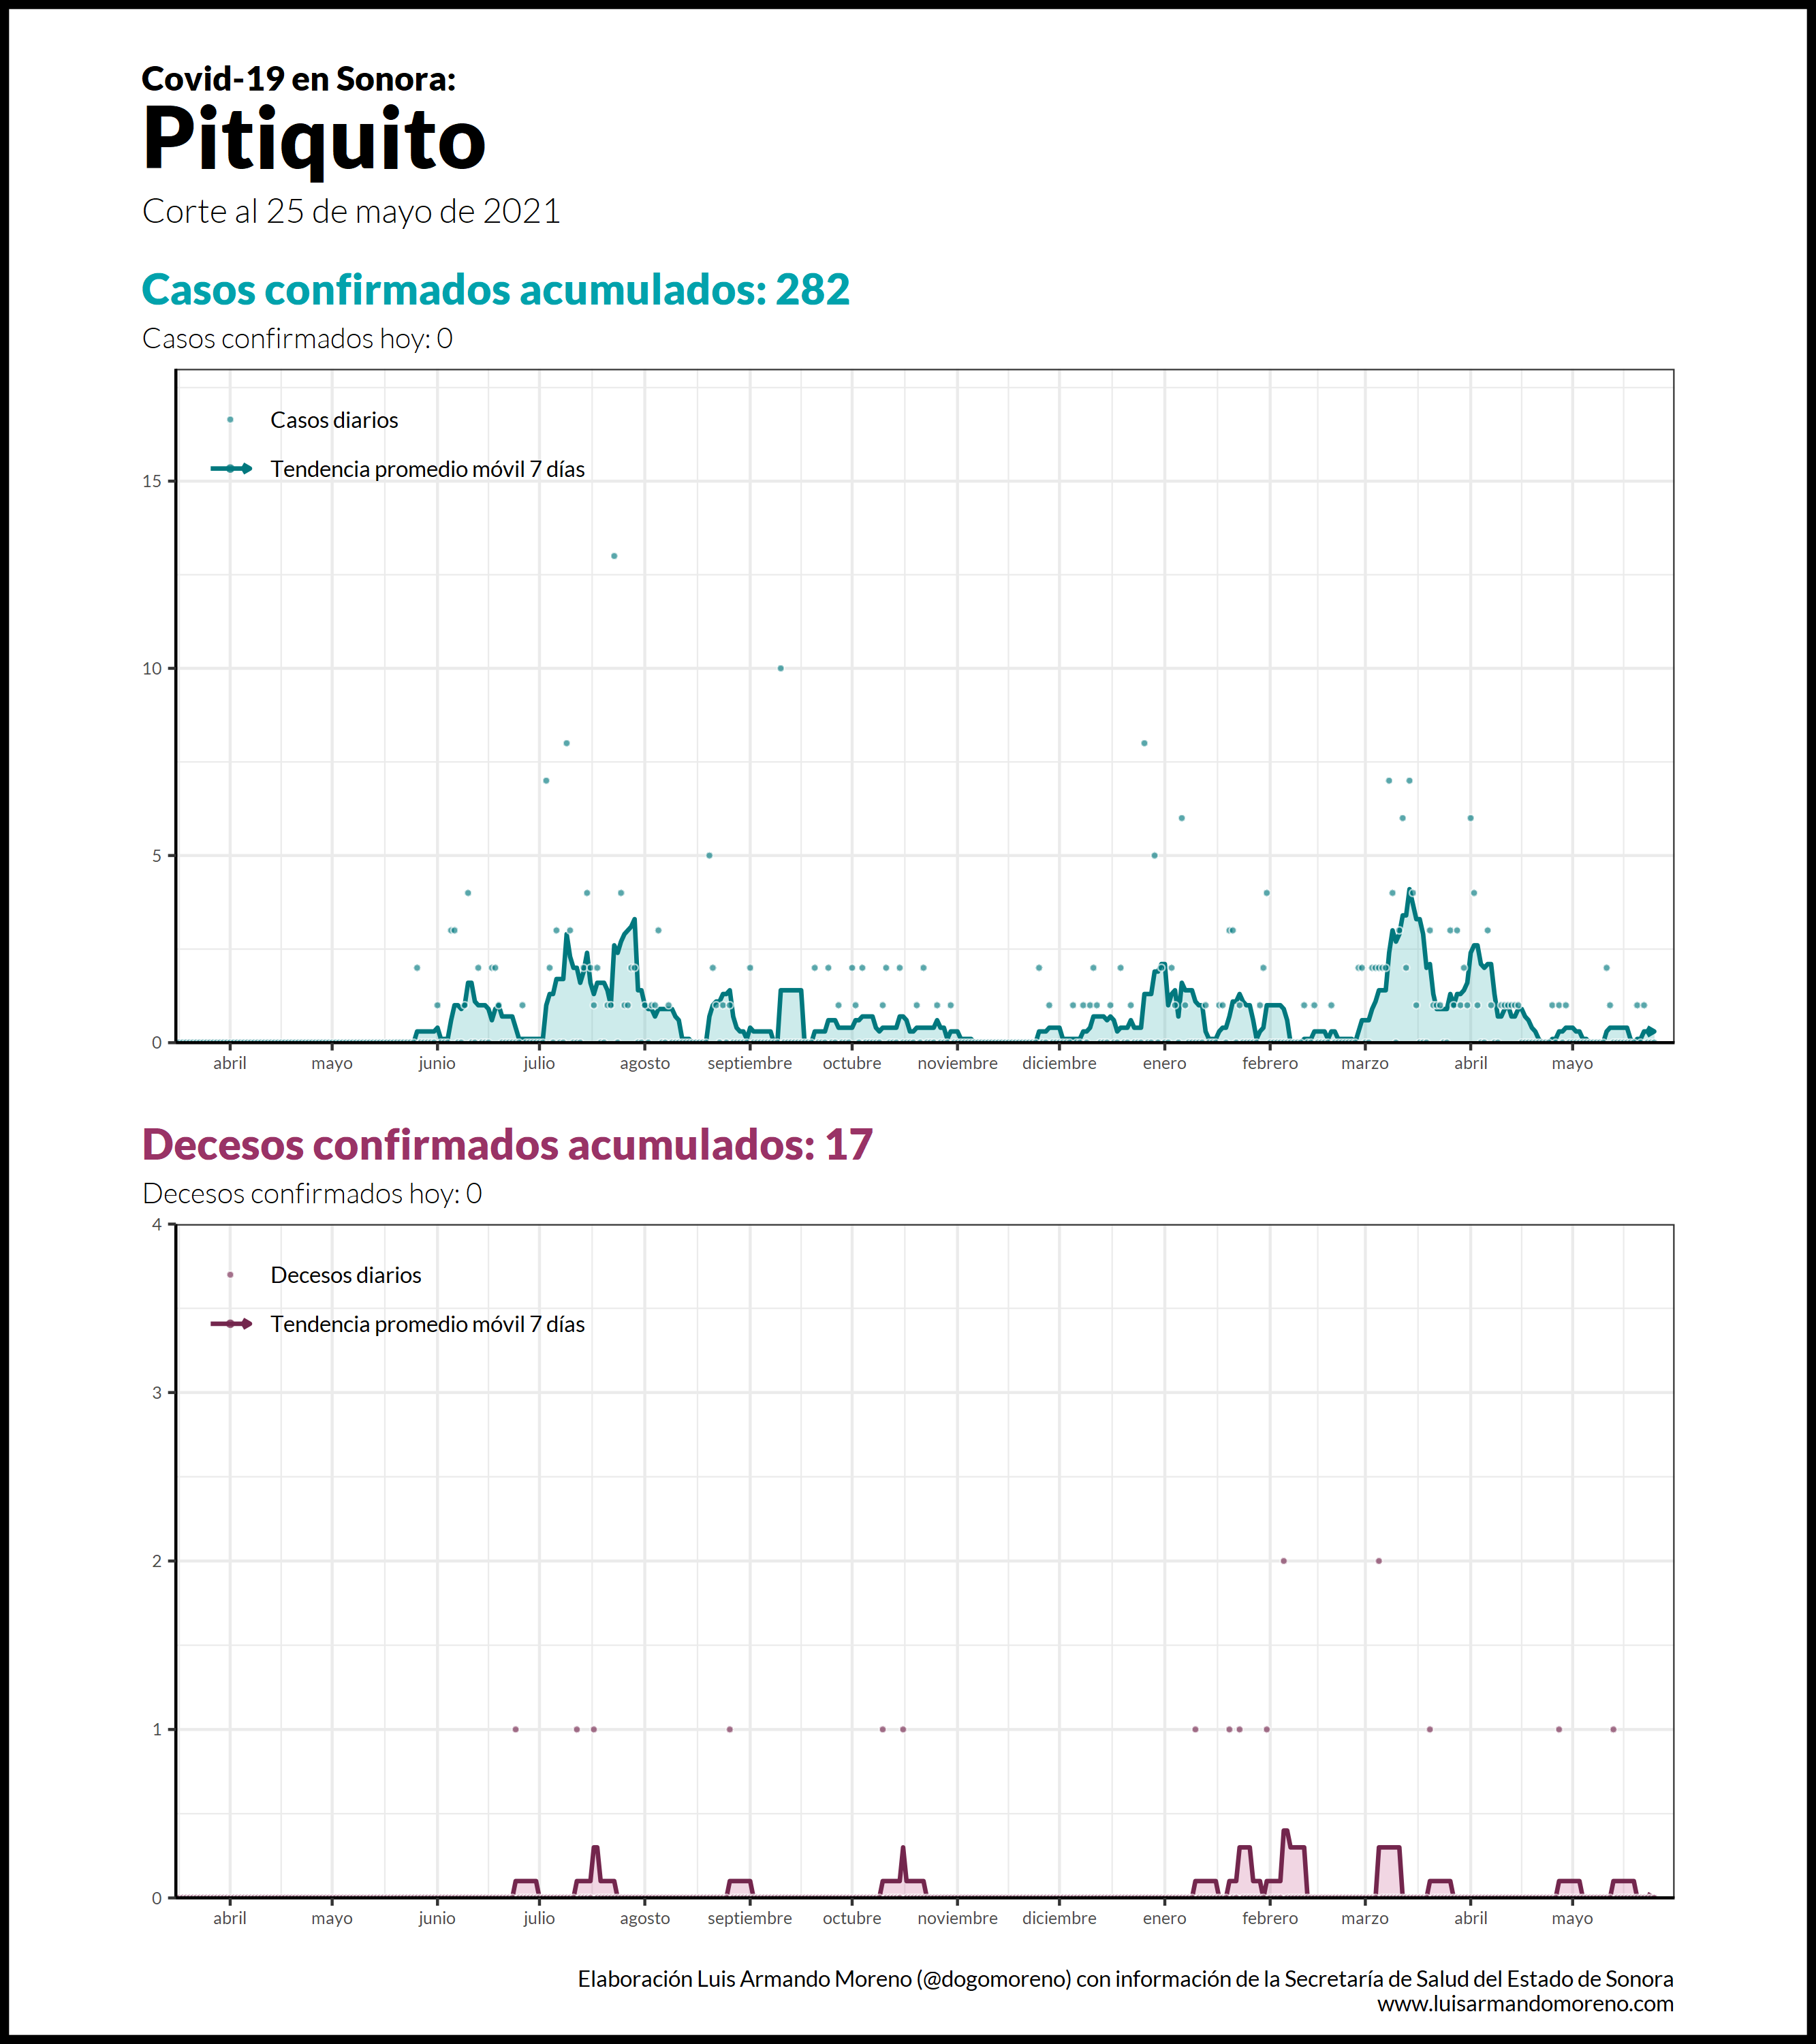 Covid-19 en Sonora:
Pitiquito
Corte al 25 de mayo de 2021
Casos confirmados acumulados: 282
Casos confirmados hoy: 0
Casos diarios
Tendencia promedio móvil 7 días
15
10
5
0
abril mayo junio julio agosto septiembre octubre noviembre diciembre enero febrero marzo abril mayo
Decesos confirmados acumulados: 17
Decesos confirmados hoy: 0
4
Decesos diarios
Tendencia promedio móvil 7 días
3
2
1
0
abril mayo junio julio agosto septiembre octubre noviembre diciembre enero febrero marzo abril mayo
Elaboración Luis Armando Moreno (@dogomoreno) con información de la Secretaría de Salud del Estado de Sonora
www.luisarmandomoreno.com